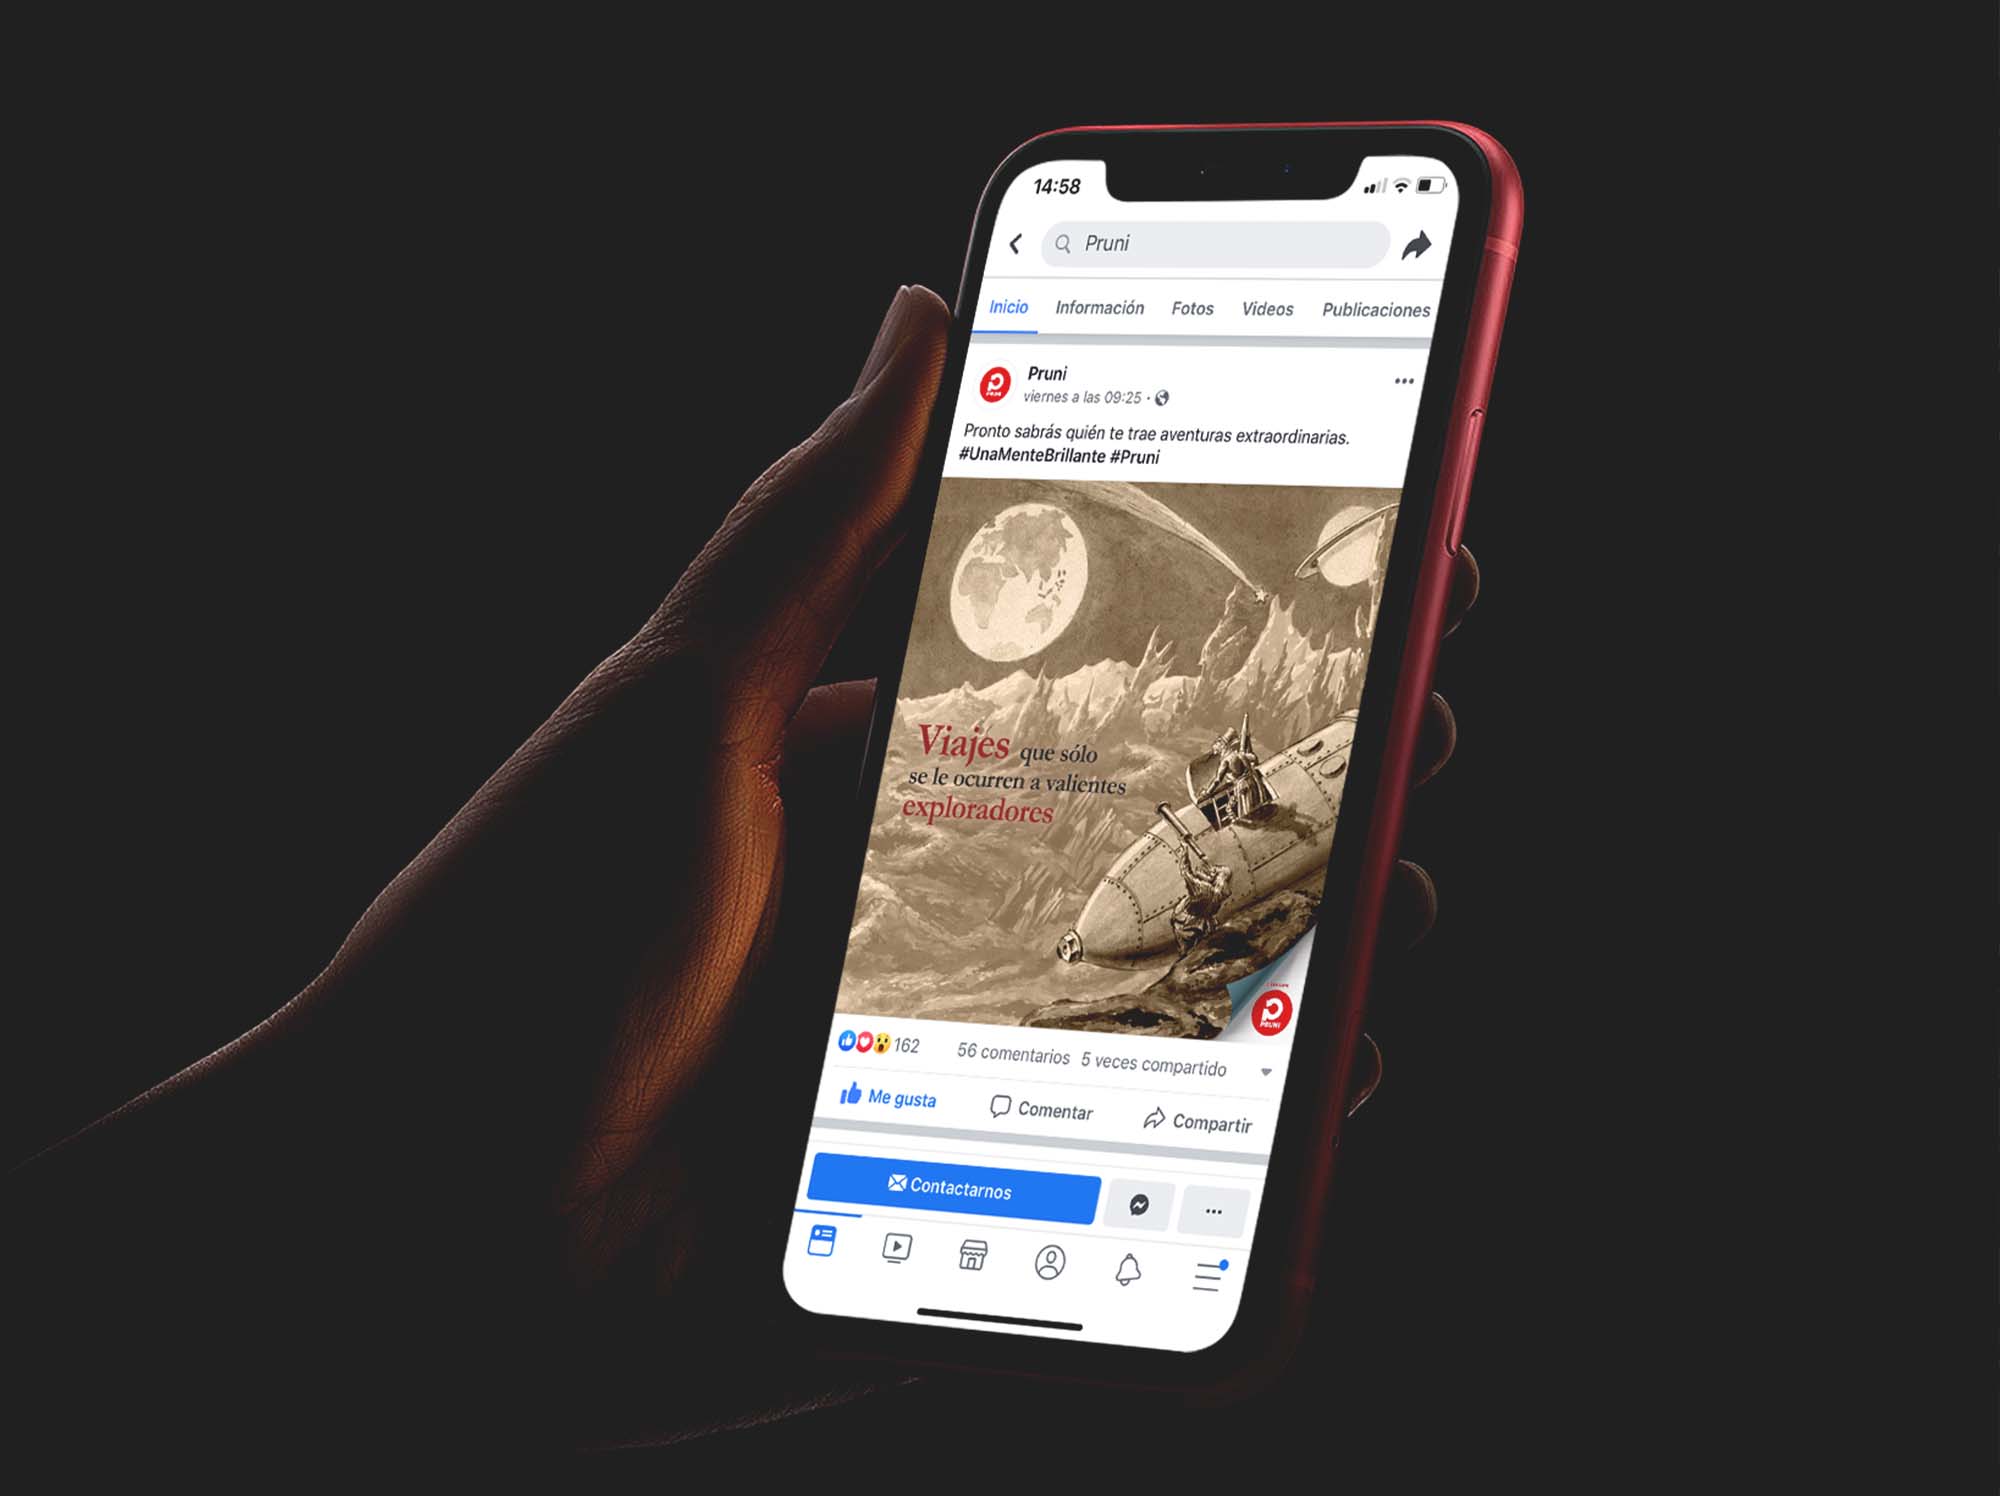 14:58
Pruni
Inicio Información Fotos Videos Publicaciones
Pruni
viernes a las 09:25 ·
Pronto sabrás quién te trae aventuras extraordinarias.
#UnaMenteBrillante #Pruni
Viajes que sólo
se le ocurren a valientes
exploradores
PRUNI
162 56 comentarios 5 veces compartido
Me gusta Comentar Compartir
Contactarnos